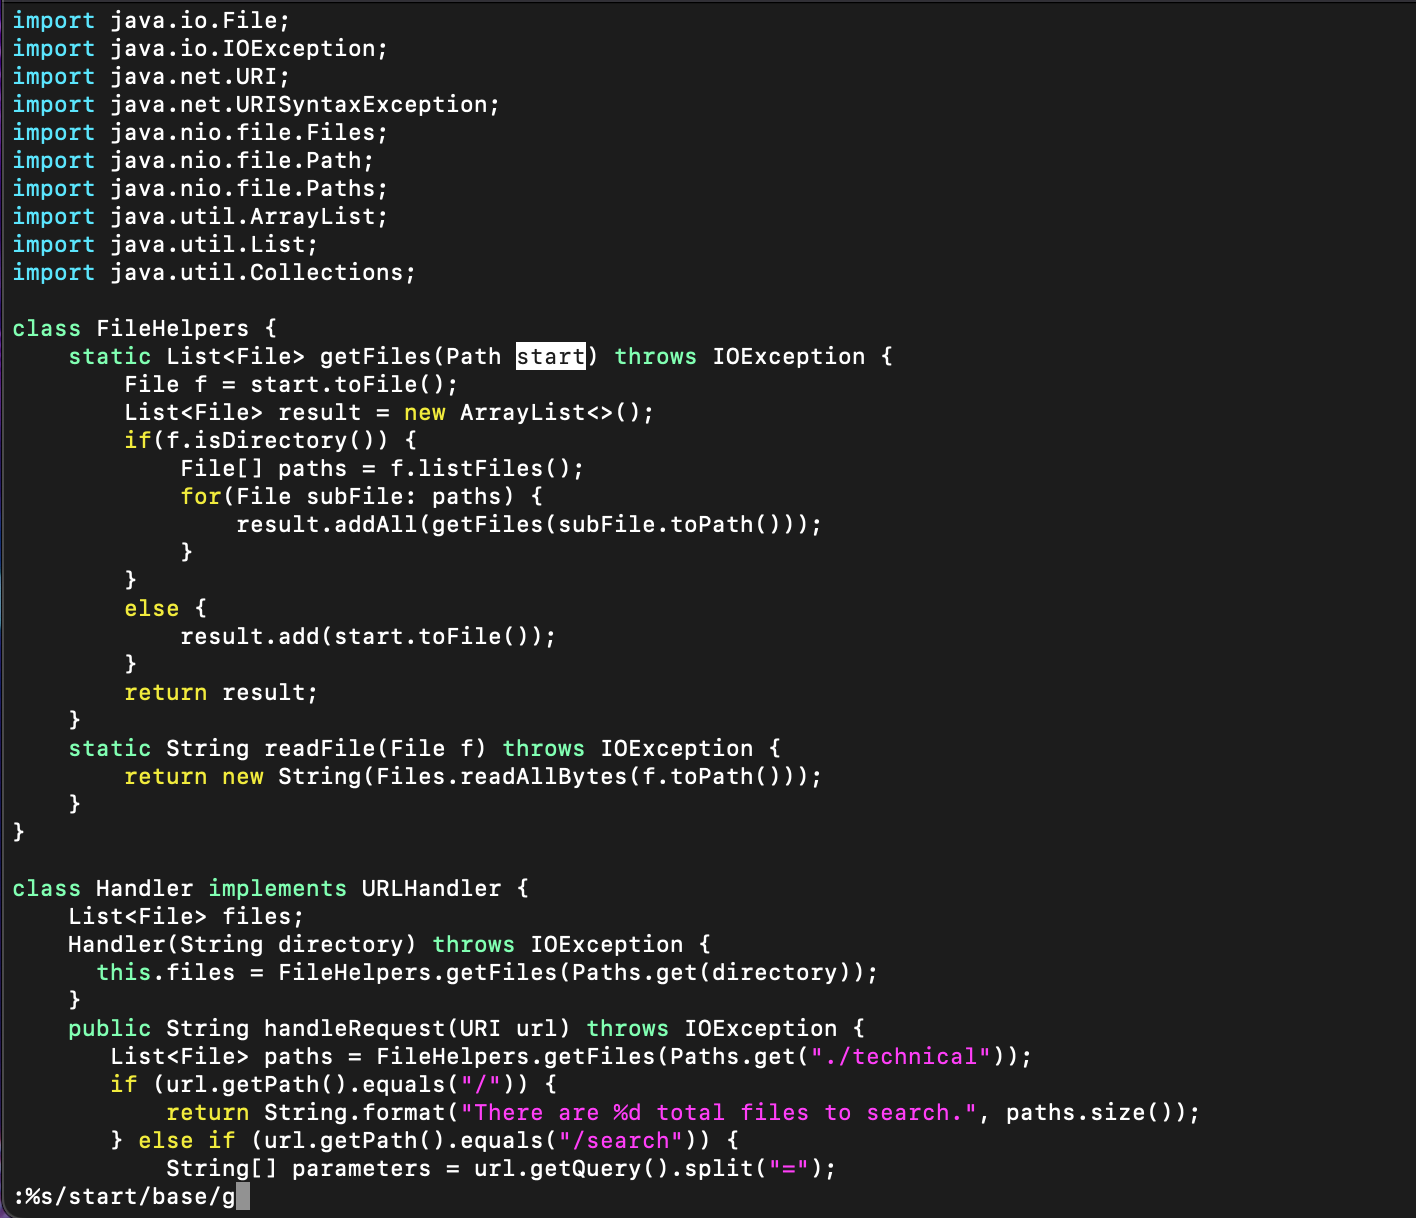 import java.io.File;
import java.io.IOException;
import java.net.URI;
import java.net.URISyntaxException;
import java.nio.file.Files;
import java.nio.file.Path;
import java.nio.file.Paths;
import java.util.ArrayList;
import java.util.List;
import java.util.Collections;

class FileHelpers {
    static List<File> getFiles(Path start) throws IOException {
        File f = start.toFile();
        List<File> result = new ArrayList<>();
        if(f.isDirectory()) {
            File[] paths = f.listFiles();
            for(File subFile: paths) {
                result.addAll(getFiles(subFile.toPath()));
            }
        }
        else {
            result.add(start.toFile());
        }
        return result;
    }
    static String readFile(File f) throws IOException {
        return new String(Files.readAllBytes(f.toPath()));
    }
}

class Handler implements URLHandler {
    List<File> files;
    Handler(String directory) throws IOException {
      this.files = FileHelpers.getFiles(Paths.get(directory));
    }
    public String handleRequest(URI url) throws IOException {
       List<File> paths = FileHelpers.getFiles(Paths.get("./technical"));
       if (url.getPath().equals("/")) {
           return String.format("There are %d total files to search.", paths.size());
       } else if (url.getPath().equals("/search")) {
           String[] parameters = url.getQuery().split("=");
:%s/start/base/g